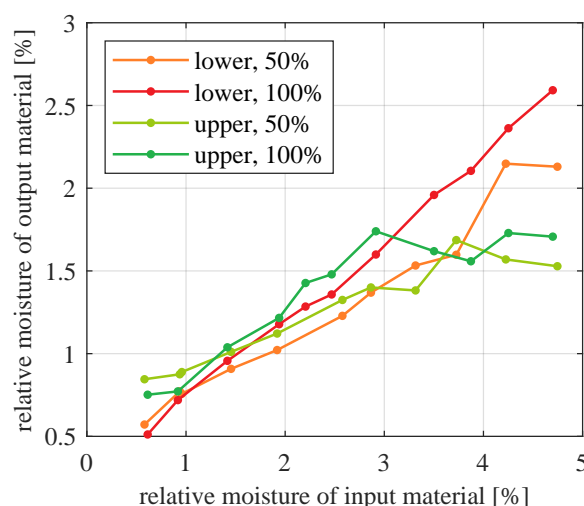 3
2.5
2
1.5
1
0.5
0
1
2
3
4
5
relative moisture of output material [%]
relative moisture of input material [%]
lower, 50%
lower, 100%
upper, 50%
upper, 100%